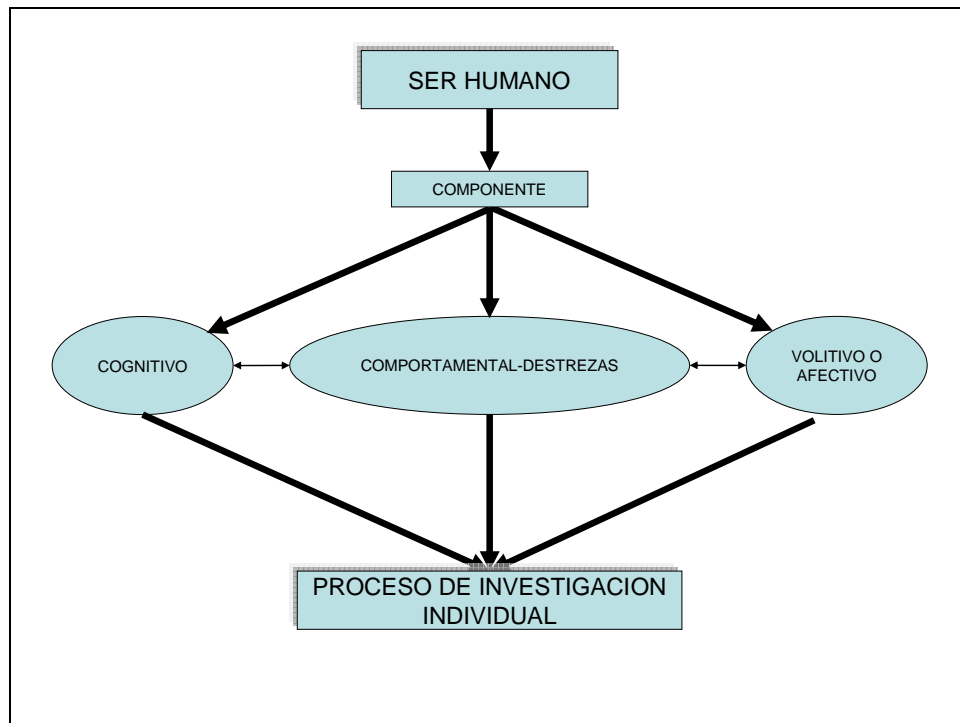 SER HUMANO
COMPONENTE
COGNITIVO
COMPORTAMENTAL-DESTREZAS
VOLITIVO O
AFECTIVO
PROCESO DE INVESTIGACION
INDIVIDUAL